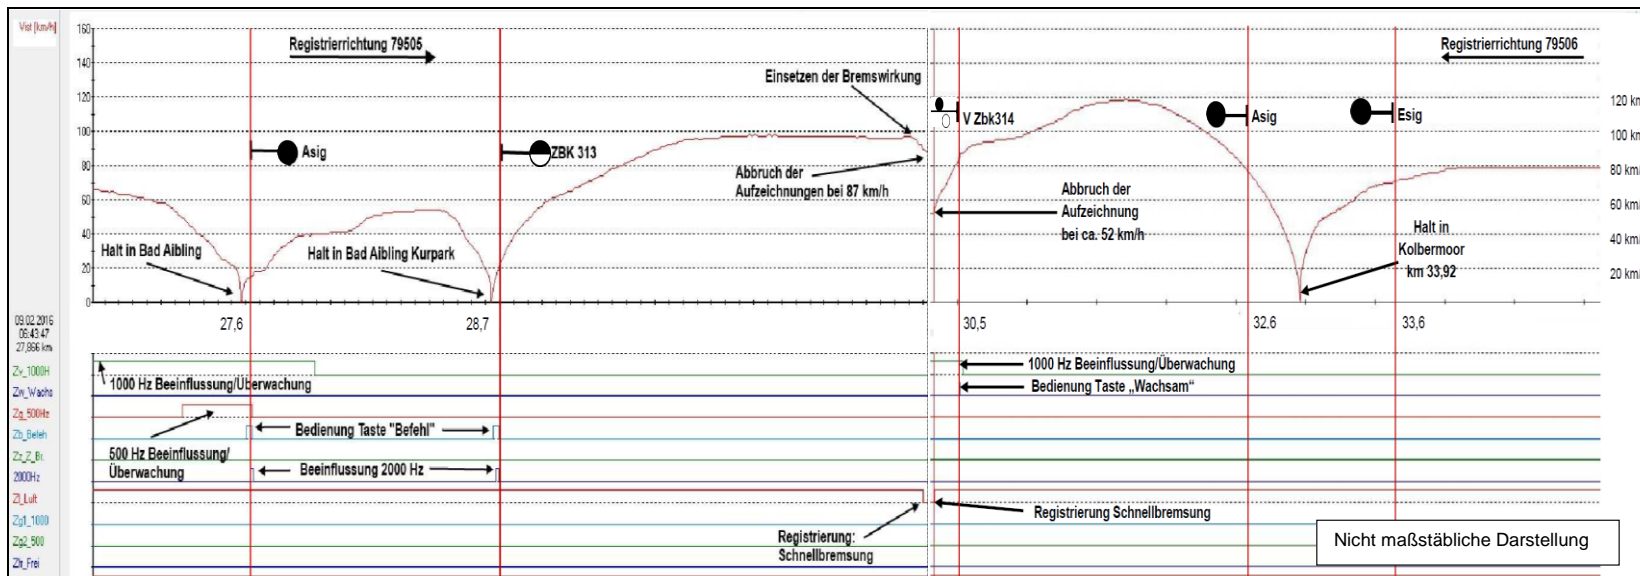 Vist [km/h]
160
140
120
100
80
60
40
20
0
Registrierrichtung 79505
Asig
ZBK 313
Halt in Bad Aibling
Halt in Bad Aibling Kurpark
Einsetzen der Bremswirkung
Abbruch der
Aufzeichnungen bei 87 km/h
Registrierrichtung 79506
V Zbk314
Asig
Esig
Abbruch der
Aufzeichnung
bei ca. 52 km/h
Halt in
Kolbermoor
km 33,92
120 km
100 km
80 km/
60 km/
40 km/
20 km/
27,6
28,7
30,5
32.6
33,6
09.02.2016
06:43:47
27,866 km
Zv_1000H
Zw_Wachs
Zg_500Hz
Zb_Befeh
Zz_Z_Br.
2000Hz
Zl_Luft
Zg1_1000
Zg2_500
Zfr_Frei
1000 Hz Beeinflussung/Überwachung
500 Hz Beeinflussung/
Überwachung
Bedienung Taste "Befehl"
Beeinflussung 2000 Hz
Registrierung:
Schnellbremsung
1000 Hz Beeinflussung/Überwachung
Bedienung Taste „Wachsam“
Registrierung Schnellbremsung
Nicht maßstäbliche Darstellung